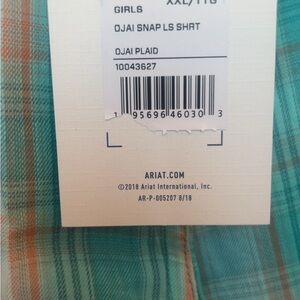 GIRLS XXL/TTG
OJAI SNAP LS SHRT
OJAI PLAID
10043627
95696 46030 3
ARIAT.COM
©2018 Ariat International, Inc.
AR-P-005207 8/18